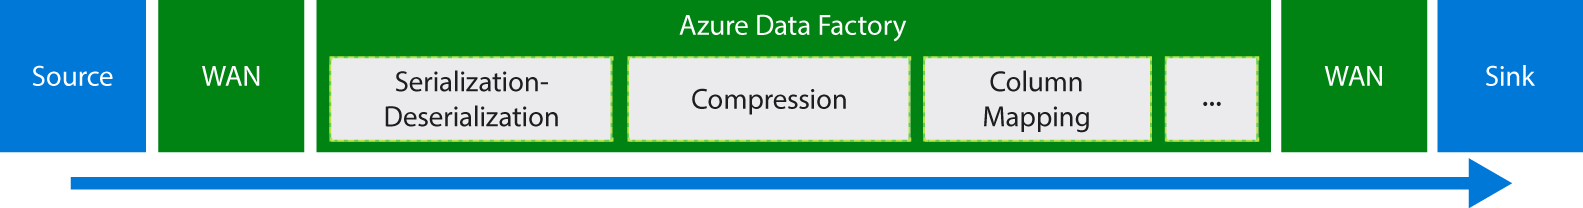 Azure Data Factory
Source
WAN
Serialization-
Deserialization
Compression
Column
Mapping
...
WAN
Sink